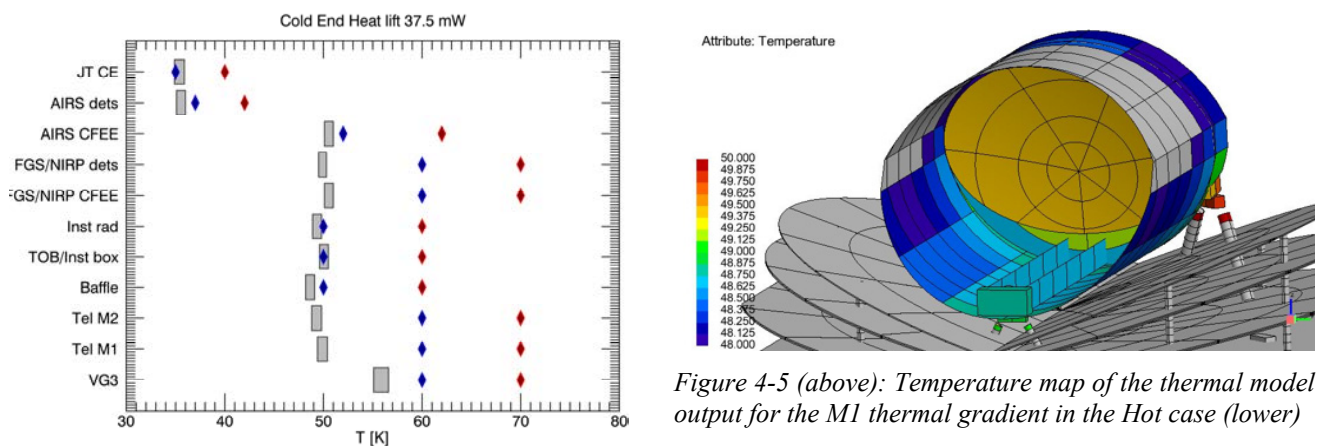 Cold End Heat lift 37.5 mW
JT CE
AIRS dets
AIRS CFEE
FGS/NIRP dets
FGS/NIRP CFEE
Inst rad
TOB/Inst box
Baffle
Tel M2
Tel M1
VG3
30 40 50 60 70 80
T [K]
Attribute: Temperature
50.000
49.875
49.750
49.625
49.500
49.375
49.250
49.125
49.000
48.875
48.750
48.625
48.500
48.375
48.250
48.125
48.000
Figure 4-5 (above): Temperature map of the thermal model
output for the M1 thermal gradient in the Hot case (lower)